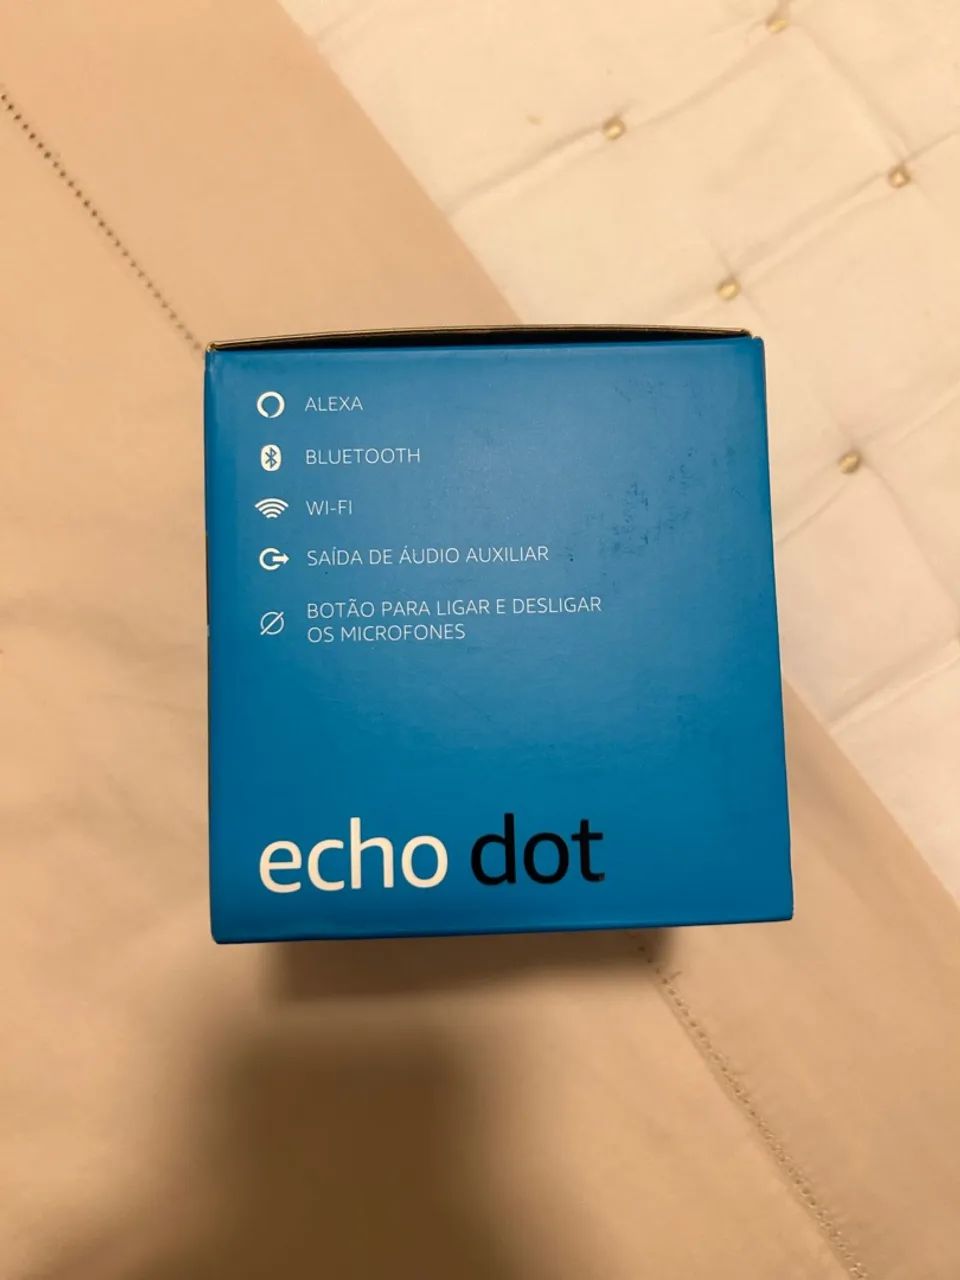 ALEXA
BLUETOOTH
WI-FI
SAÍDA DE ÁUDIO AUXILIAR
BOTÃO PARA LIGAR E DESLIGAR
OS MICROFONES
echo dot